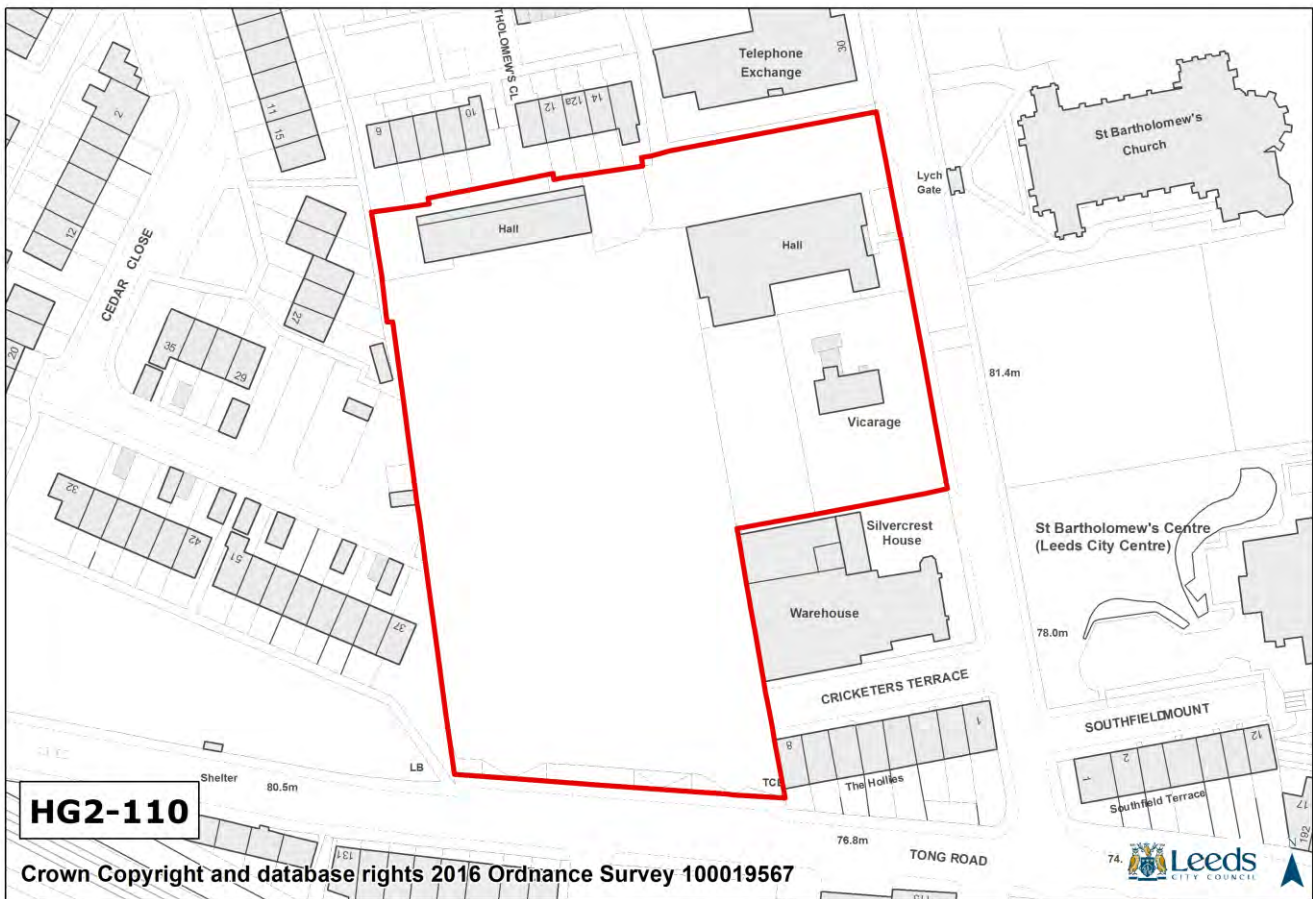 THOLOMEW'S CL
Telephone
Exchange
30
2
11
15
6
10
12
12a
14
St Bartholomew's
Church
Lych
Gate
Hall
Hall
12
CEDAR CLOSE
27
20
35
29
81.4m
Vicarage
32
42
51
37
Silvercrest
House
St Bartholomew's Centre
(Leeds City Centre)
Warehouse
78.0m
CRICKETERS TERRACE
SOUTHFIELD MOUNT
8
1
12
2
1
The Hollies
Southfield Terrace
LB
Shelter
80.5m
TCB
17
192
HG2-110
131
76.8m
TONG ROAD
74.
Crown Copyright and database rights 2016 Ordnance Survey 100019567
Leeds
CITY COUNCIL